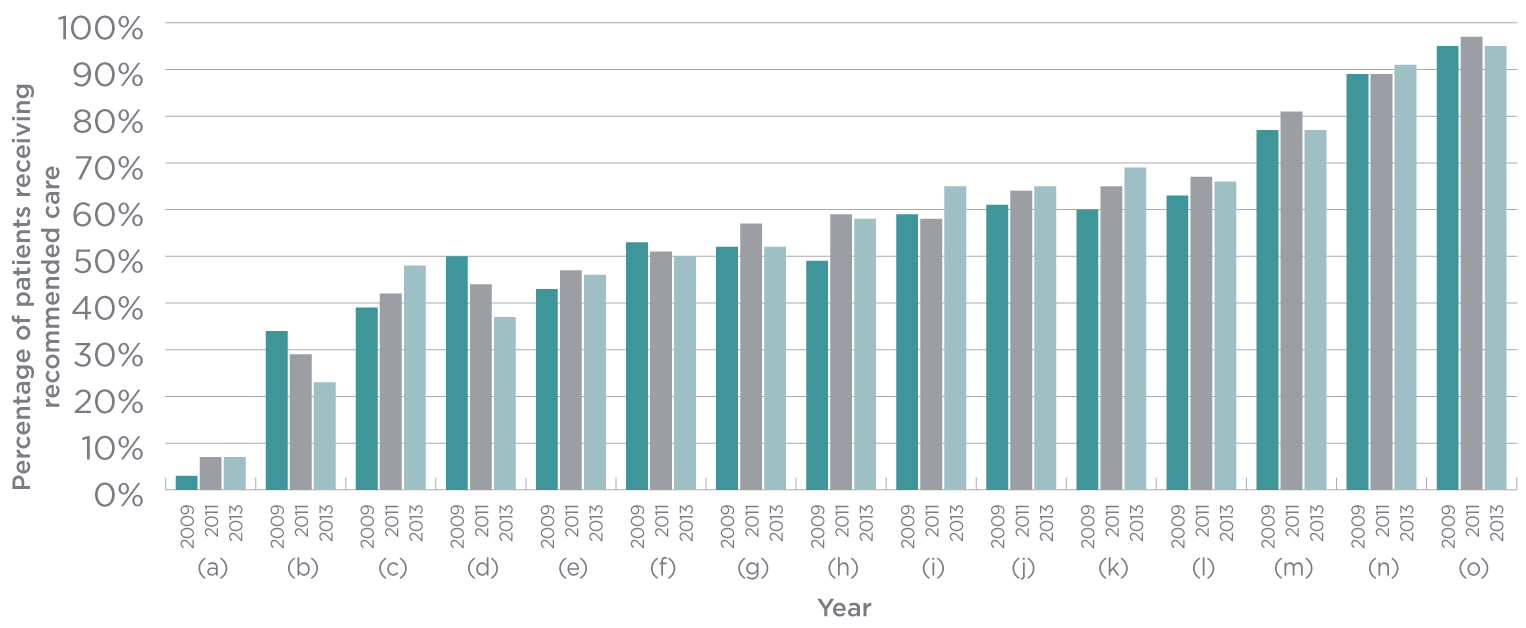 Percentage of patients receiving
recommended care
100%
90%
80%
70%
60%
50%
40%
30%
20%
10%
0%
2009 2011 2013 2009 2011 2013 2009 2011 2013 2009 2011 2013 2009 2011 2013 2009 2011 2013 2009 2011 2013 2009 2011 2013 2009 2011 2013 2009 2011 2013 2009 2011 2013 2009 2011 2013 2009 2011 2013 2009 2011 2013 2009 2011 2013
(a) (b) (c) (d) (e) (f) (g) (h) (i) (j) (k) (l) (m) (n) (o)
Year